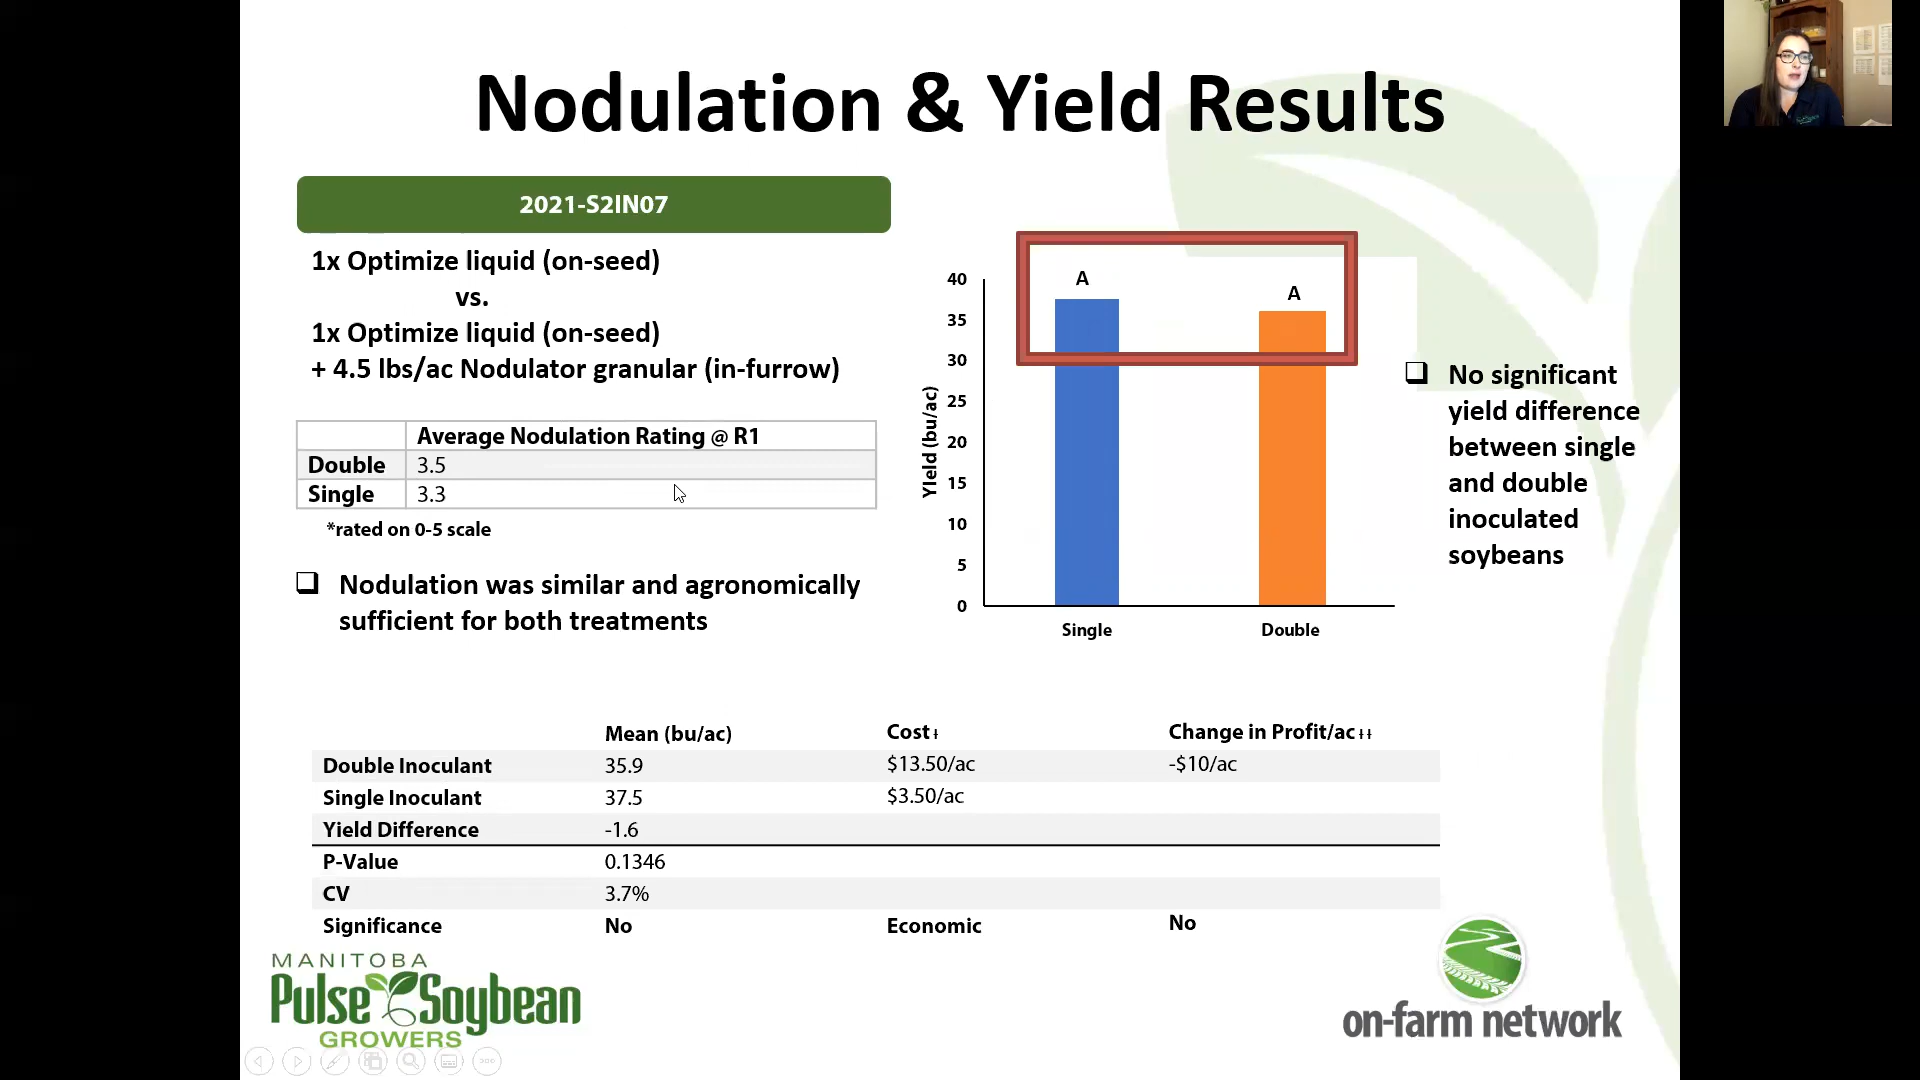 Nodulation & Yield Results
2021-S2IN07
1x Optimize liquid (on-seed)
vs.
1x Optimize liquid (on-seed)
+ 4.5 lbs/ac Nodulator granular (in-furrow)
Average Nodulation Rating @ R1
Double 3.5
Single 3.3
*rated on 0-5 scale
❑ Nodulation was similar and agronomically
sufficient for both treatments
Yield (bu/ac)
40
35
30
25
20
15
10
5
0
A
A
Single Double
❑ No significant
yield difference
between single
and double
inoculated
soybeans
Mean (bu/ac) Cost ƚ Change in Profit/ac ƚ ƚ
Double Inoculant 35.9 $13.50/ac -$10/ac
Single Inoculant 37.5 $3.50/ac
Yield Difference -1.6
P-Value 0.1346
CV 3.7%
Significance No Economic No
MANITOBA
Pulse Soybean
GROWERS
on-farm network